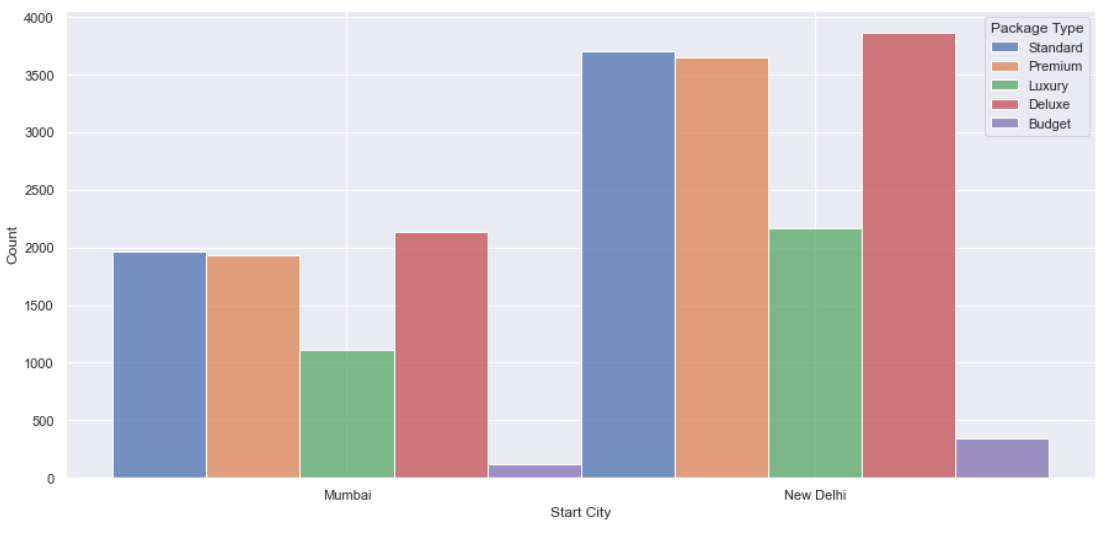 4000
3500
3000
2500
2000
1500
1000
500
0
Count
Mumbai
New Delhi
Start City
Package Type
Standard
Premium
Luxury
Deluxe
Budget